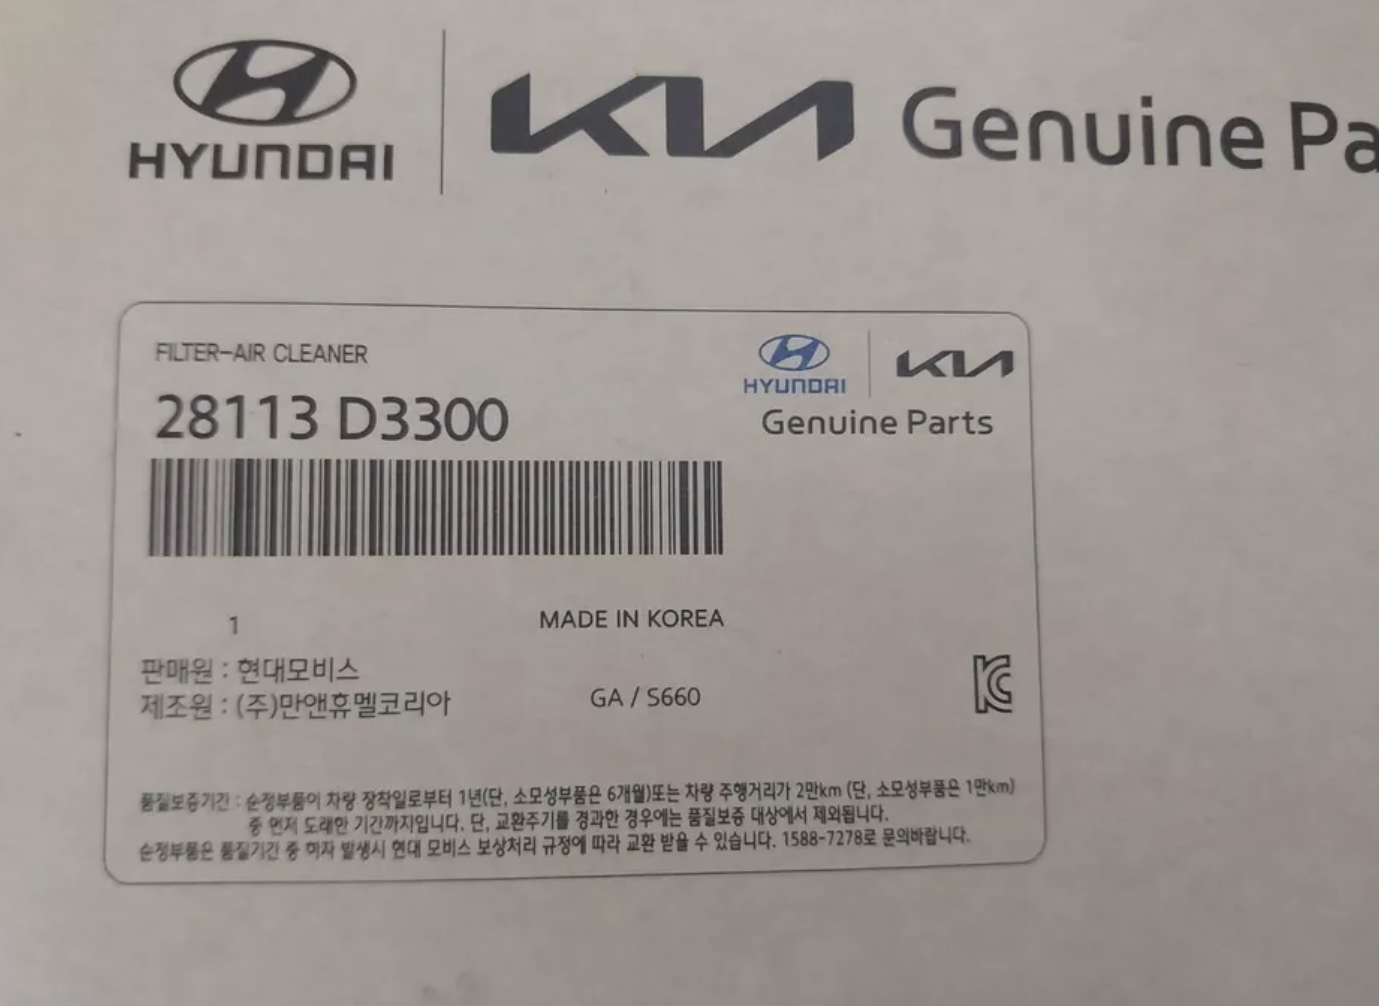 HYUNDAI KIA Genuine Pa
FILTER-AIR CLEANER
28113 D3300
HYUNDAI KIA
Genuine Parts
1 MADE IN KOREA
판매원 : 현대모비스
제조원 : (주)만앤휴멜코리아 GA / S660
품질보증기간 : 순정부품이 차량 장착일로부터 1년(단, 소모성부품은 6개월)또는 차량 주행거리가 2만km (단, 소모성부품은 1만km)
중 먼저 도래한 기간까지입니다. 단, 교환주기를 경과한 경우에는 품질보증 대상에서 제외됩니다.
순정부품은 품질기간 중 하자 발생시 현대 모비스 보상처리 규정에 따라 교환 받을 수 있습니다. 1588-7278로 문의바랍니다.